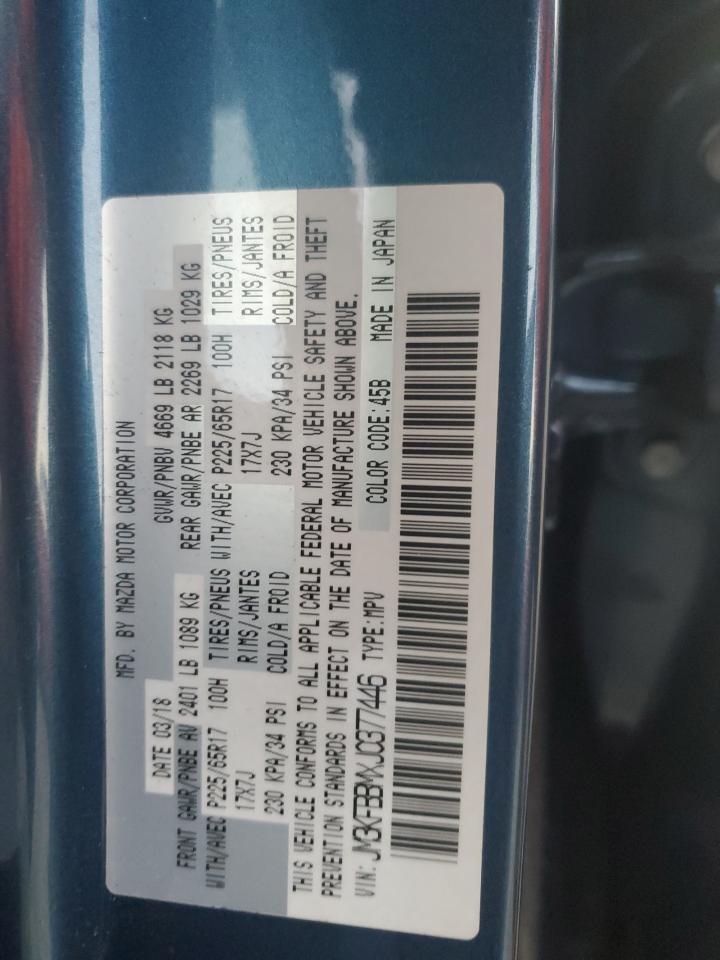 MFD. BY MAZDA MOTOR CORPORATION
DATE 03/18 GVWR/PNBV 4669 LB 2118 KG
FRONT GAWR/PNBE AV 2401 LB 1089 KG REAR GAWR/PNBE AR 2269 LB 1029 KG
WITH/AVEC P225/65R17 100H TIRES/PNEUS WITH/AVEC P225/65R17 100H TIRES/PNEUS
17X7J RIMS/JANTES 17X7J RIMS/JANTES
230 KPA/34 PSI COLD/A FROID 230 KPA/34 PSI COLD/A FROID
THIS VEHICLE CONFORMS TO ALL APPLICABLE FEDERAL MOTOR VEHICLE SAFETY AND THEFT
PREVENTION STANDARDS IN EFFECT ON THE DATE OF MANUFACTURE SHOWN ABOVE.
VIN: JM3KFBBMXJ0377446 TYPE:MPV COLOR CODE:45B MADE IN JAPAN